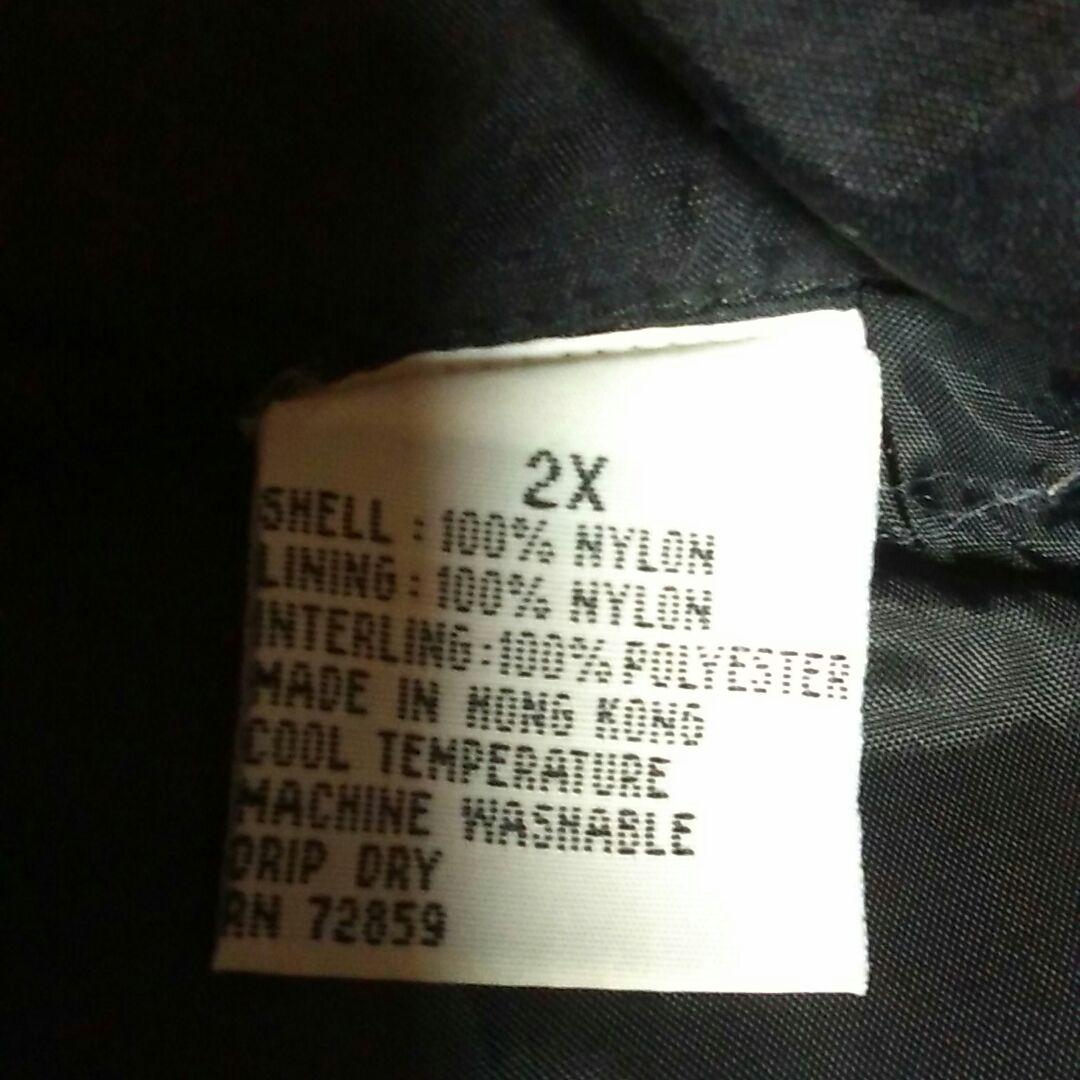 2X
SHELL : 100% NYLON
LINING : 100% NYLON
INTERLING : 100% POLYESTER
MADE IN HONG KONG
COOL TEMPERATURE
MACHINE WASHABLE
DRIP DRY
RN 72859